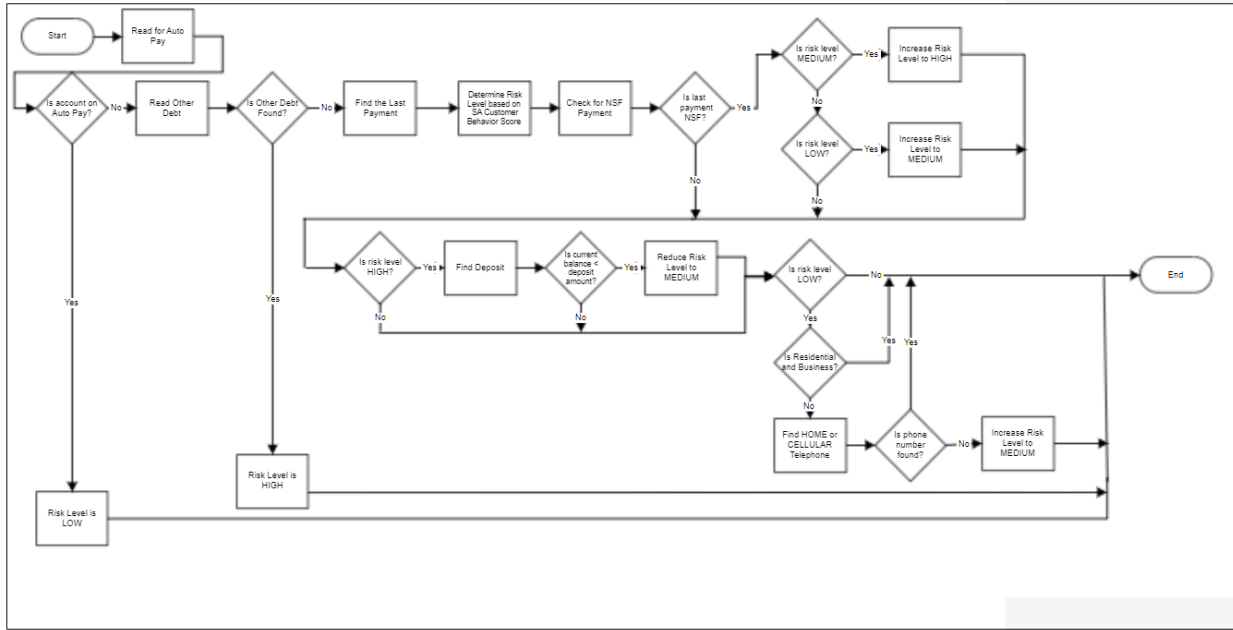 Start
Read for Auto
Pay
Is account on
Auto Pay?
No
Read Other
Debt
Is Other Debt
Found?
No
Find the Last
Payment
Determine Risk
Level based on
SA Customer
Behavior Score
Check for NSF
Payment
Is last
payment
NSF?
Yes
Is risk level
MEDIUM?
Yes
Increase Risk
Level to HIGH
No
Is risk level
LOW?
Yes
Increase Risk
Level to
MEDIUM
No
No
Is risk level
HIGH?
Yes
Find Deposit
Is current
balance <
deposit
amount?
Yes
Reduce Risk
Level to
MEDIUM
No
No
Is risk level
LOW?
No
End
Yes
Is Residential
and Business?
Yes
Yes
No
Find HOME or
CELLULAR
Telephone
Is phone
number
found?
No
Increase Risk
Level to
MEDIUM
Yes
Yes
Risk Level is
HIGH
Risk Level is
LOW